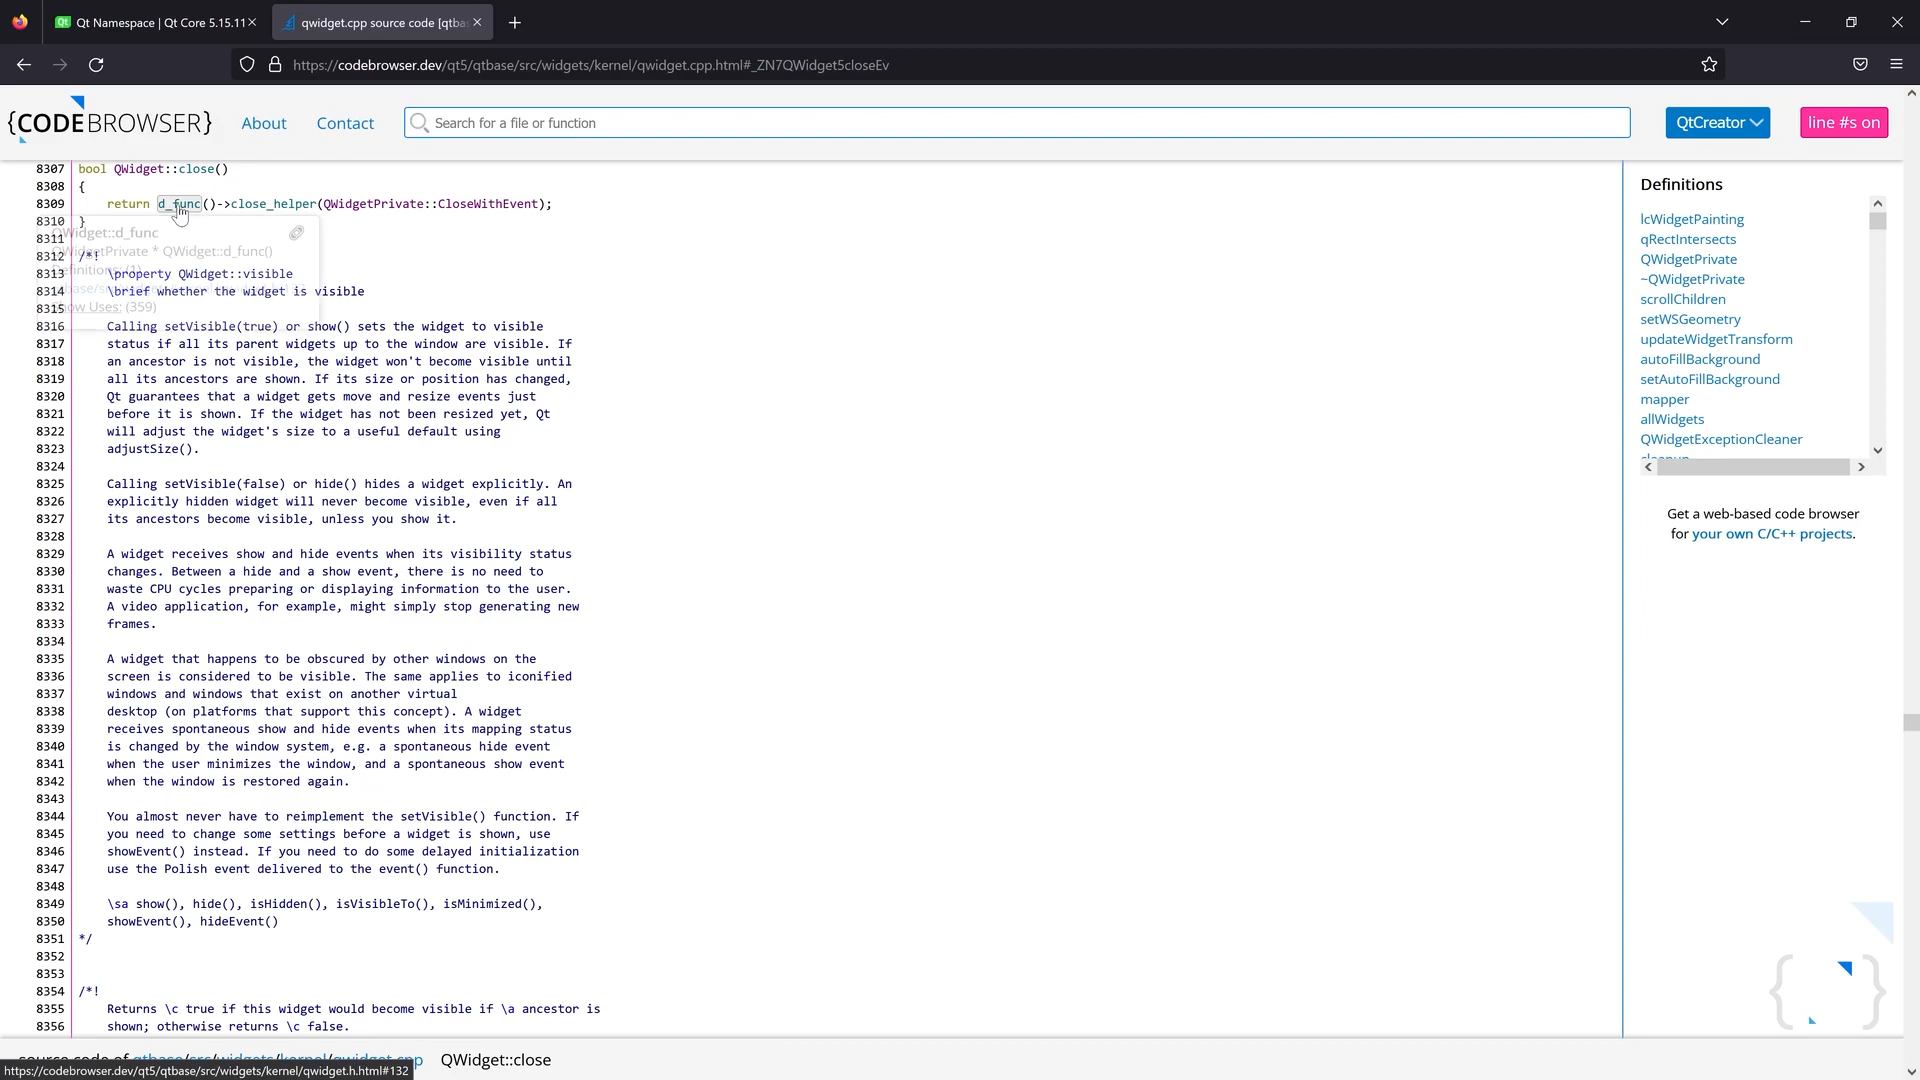 Qt Namespace | Qt Core 5.15.11
qwidget.cpp source code [qtba
https://codebrowser.dev/qt5/qtbase/src/widgets/kernel/qwidget.cpp.html#_ZN7QWidget5closeEv
{CODEBROWSER}
About
Contact
Search for a file or function
QtCreator
line #s on
8307 bool QWidget::close()
8308 {
8309 return d_func()->close_helper(QWidgetPrivate::CloseWithEvent);
8310 }
8311
8312 /*!
8313 \property QWidget::visible
8314 \brief whether the widget is visible
8315
8316 Calling setVisible(true) or show() sets the widget to visible
8317 status if all its parent widgets up to the window are visible. If
8318 an ancestor is not visible, the widget won't become visible until
8319 all its ancestors are shown. If its size or position has changed,
8320 Qt guarantees that a widget gets move and resize events just
8321 before it is shown. If the widget has not been resized yet, Qt
8322 will adjust the widget's size to a useful default using
8323 adjustSize().
8324
8325 Calling setVisible(false) or hide() hides a widget explicitly. An
8326 explicitly hidden widget will never become visible, even if all
8327 its ancestors become visible, unless you show it.
8328
8329 A widget receives show and hide events when its visibility status
8330 changes. Between a hide and a show event, there is no need to
8331 waste CPU cycles preparing or displaying information to the user.
8332 A video application, for example, might simply stop generating new
8333 frames.
8334
8335 A widget that happens to be obscured by other windows on the
8336 screen is considered to be visible. The same applies to iconified
8337 windows and windows that exist on another virtual
8338 desktop (on platforms that support this concept). A widget
8339 receives spontaneous show and hide events when its mapping status
8340 is changed by the window system, e.g. a spontaneous hide event
8341 when the user minimizes the window, and a spontaneous show event
8342 when the window is restored again.
8343
8344 You almost never have to reimplement the setVisible() function. If
8345 you need to change some settings before a widget is shown, use
8346 showEvent() instead. If you need to do some delayed initialization
8347 use the Polish event delivered to the event() function.
8348
8349 \sa show(), hide(), isHidden(), isVisibleTo(), isMinimized(),
8350 showEvent(), hideEvent()
8351 */
8352
8353
8354 /*!
8355 Returns \c true if this widget would become visible if \a ancestor is
8356 shown; otherwise returns \c false.
QWidget::d_func
QWidgetPrivate * QWidget::d_func()
Definitions: (1)
Show Uses: (359)
Definitions
lcWidgetPainting
qRectIntersects
QWidgetPrivate
~QWidgetPrivate
scrollChildren
setWSGeometry
updateWidgetTransform
autoFillBackground
setAutoFillBackground
mapper
allWidgets
QWidgetExceptionCleaner
cleanup
Get a web-based code browser
for your own C/C++ projects.
source code of qtbase/src/widgets/kernel/qwidget.cpp QWidget::close
https://codebrowser.dev/qt5/qtbase/src/widgets/kernel/qwidget.h.html#132